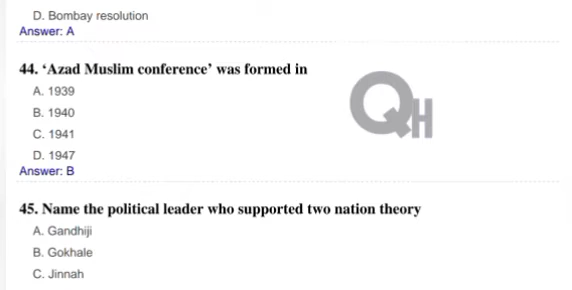 D. Bombay resolution
Answer: A
44. ‘Azad Muslim conference’ was formed in
A. 1939
B. 1940
C. 1941
D. 1947
Answer: B
QH
45. Name the political leader who supported two nation theory
A. Gandhiji
B. Gokhale
C. Jinnah